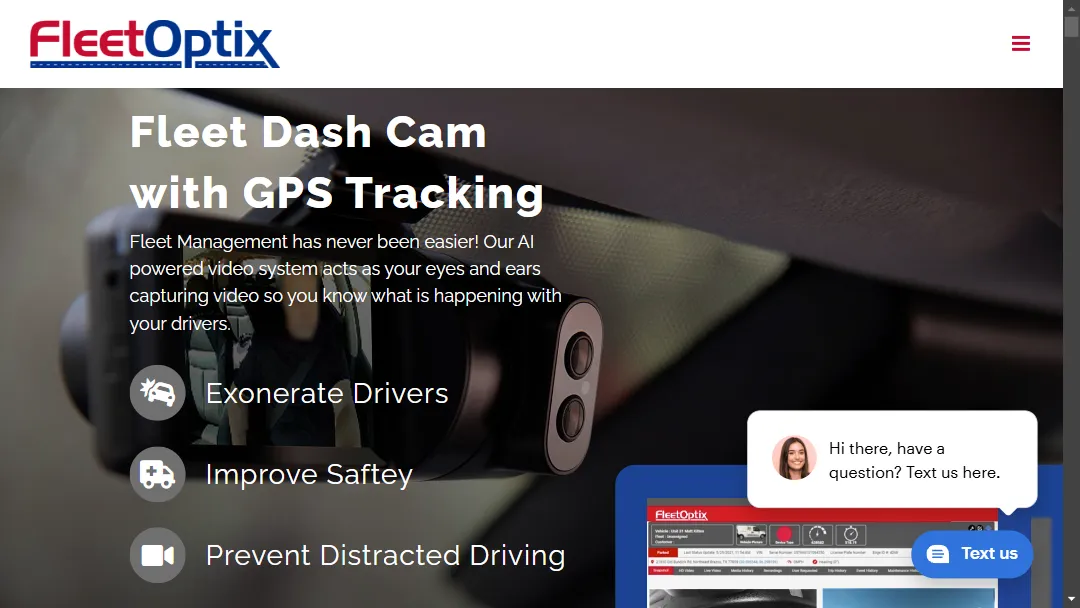 FleetOptix
Fleet Dash Cam
with GPS Tracking
Fleet Management has never been easier! Our AI
powered video system acts as your eyes and ears
capturing video so you know what is happening with
your drivers.
Exonerate Drivers
Improve Saftey
Prevent Distracted Driving
Hi there, have a
question? Text us here.
FleetOptix
Text us